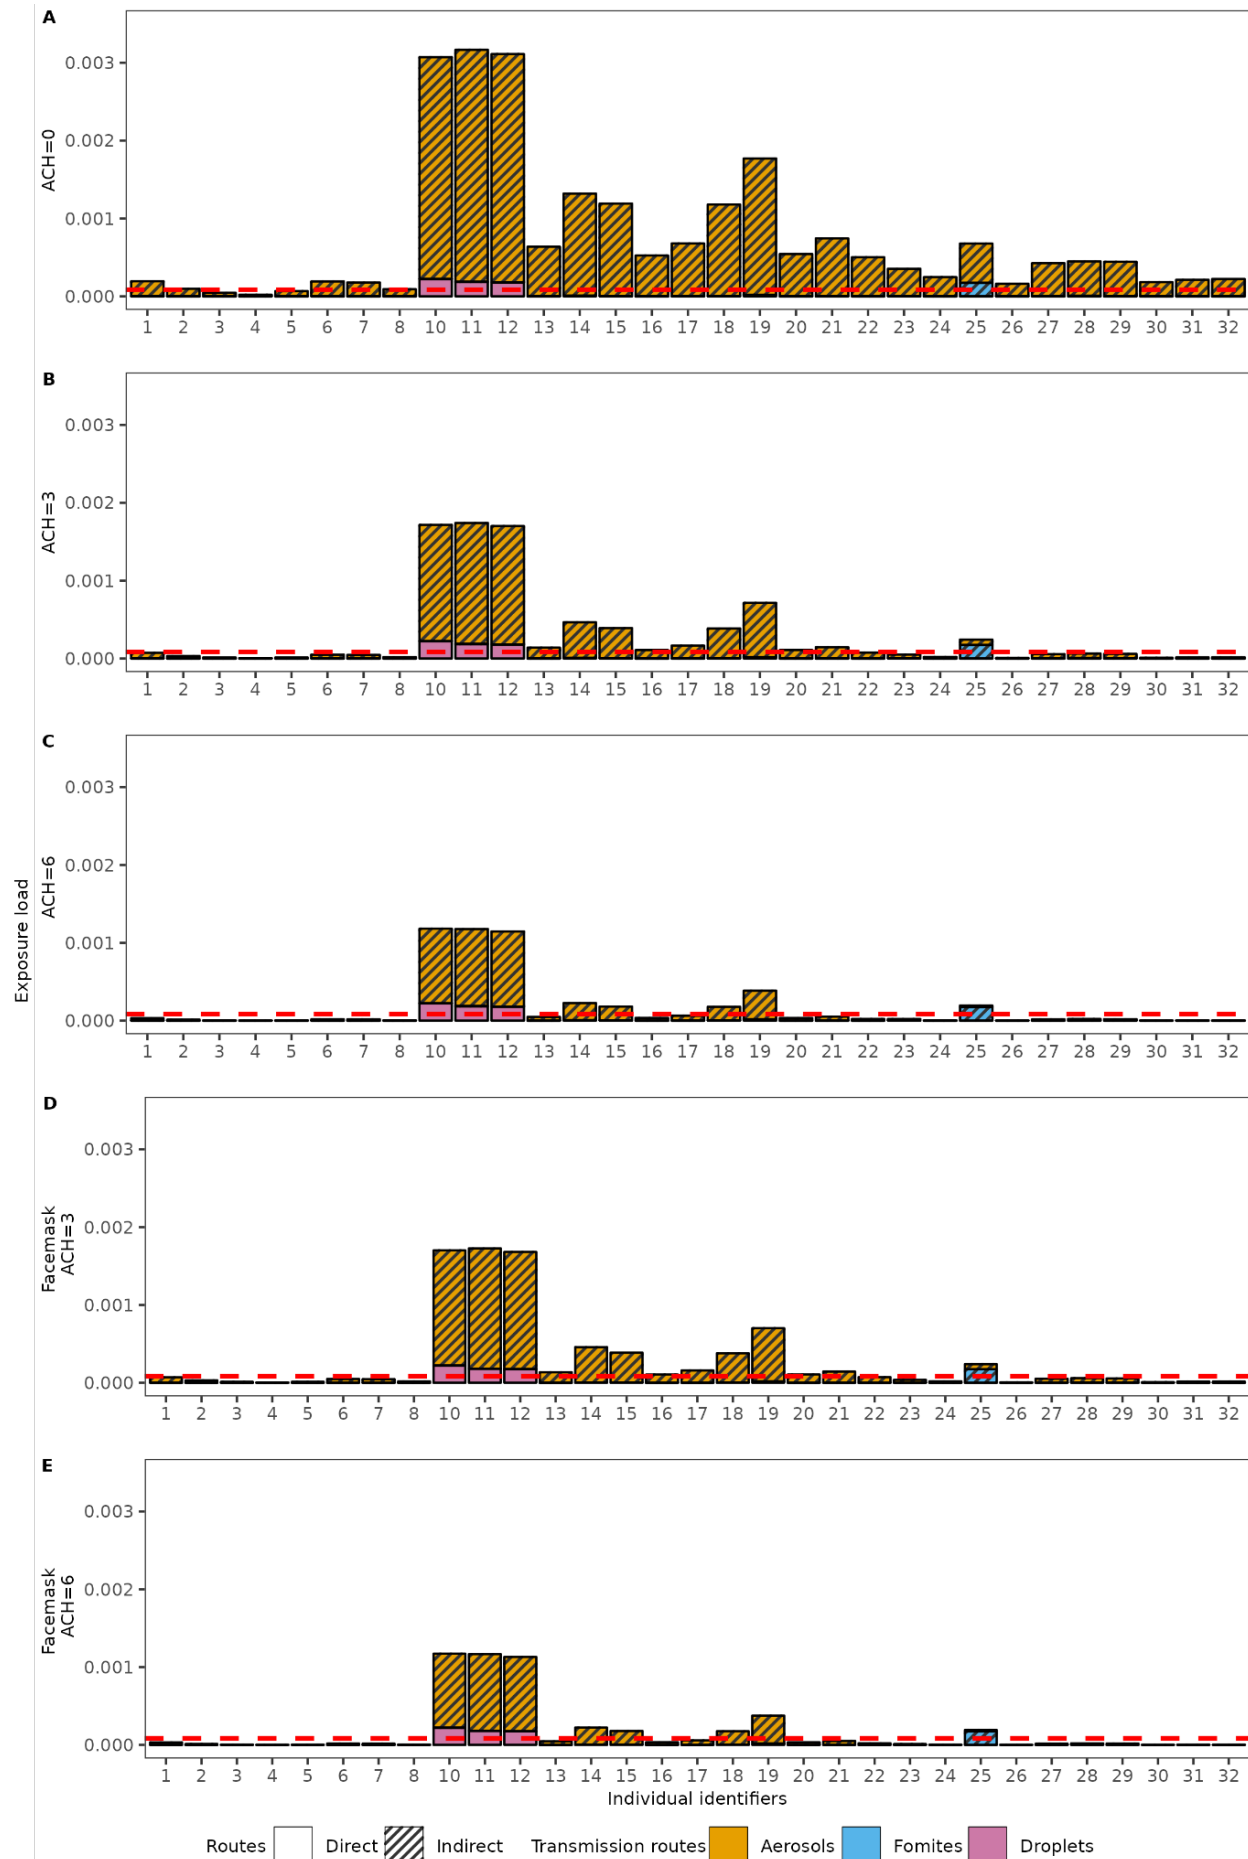 A
ACH=0
0.003
0.002
0.001
0.000
1 2 3 4 5 6 7 8 10 11 12 13 14 15 16 17 18 19 20 21 22 23 24 25 26 27 28 29 30 31 32
B
ACH=3
0.003
0.002
0.001
0.000
1 2 3 4 5 6 7 8 10 11 12 13 14 15 16 17 18 19 20 21 22 23 24 25 26 27 28 29 30 31 32
C
Exposure load
ACH=6
0.003
0.002
0.001
0.000
1 2 3 4 5 6 7 8 10 11 12 13 14 15 16 17 18 19 20 21 22 23 24 25 26 27 28 29 30 31 32
D
Facemask
ACH=3
0.003
0.002
0.001
0.000
1 2 3 4 5 6 7 8 10 11 12 13 14 15 16 17 18 19 20 21 22 23 24 25 26 27 28 29 30 31 32
E
Facemask
ACH=6
0.003
0.002
0.001
0.000
1 2 3 4 5 6 7 8 10 11 12 13 14 15 16 17 18 19 20 21 22 23 24 25 26 27 28 29 30 31 32
Individual identifiers
Routes Direct Indirect Transmission routes Aerosols Fomites Droplets